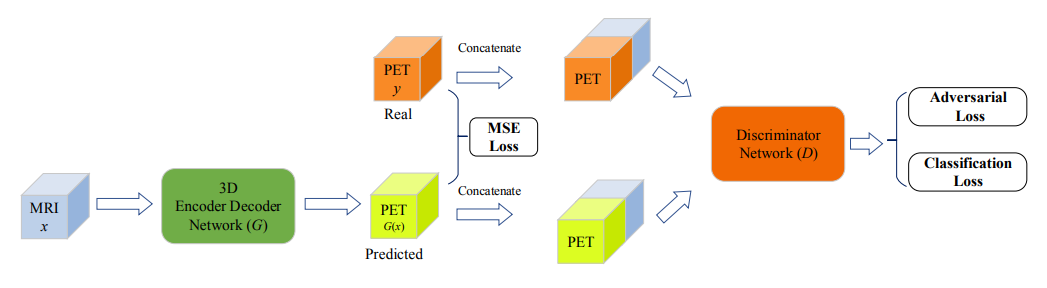 PET
y
Real
Concatenate
PET
MSE
Loss
MRI
x
3D
Encoder Decoder
Network (G)
PET
G(x)
Predicted
Concatenate
PET
Discriminator
Network (D)
Adversarial
Loss
Classification
Loss